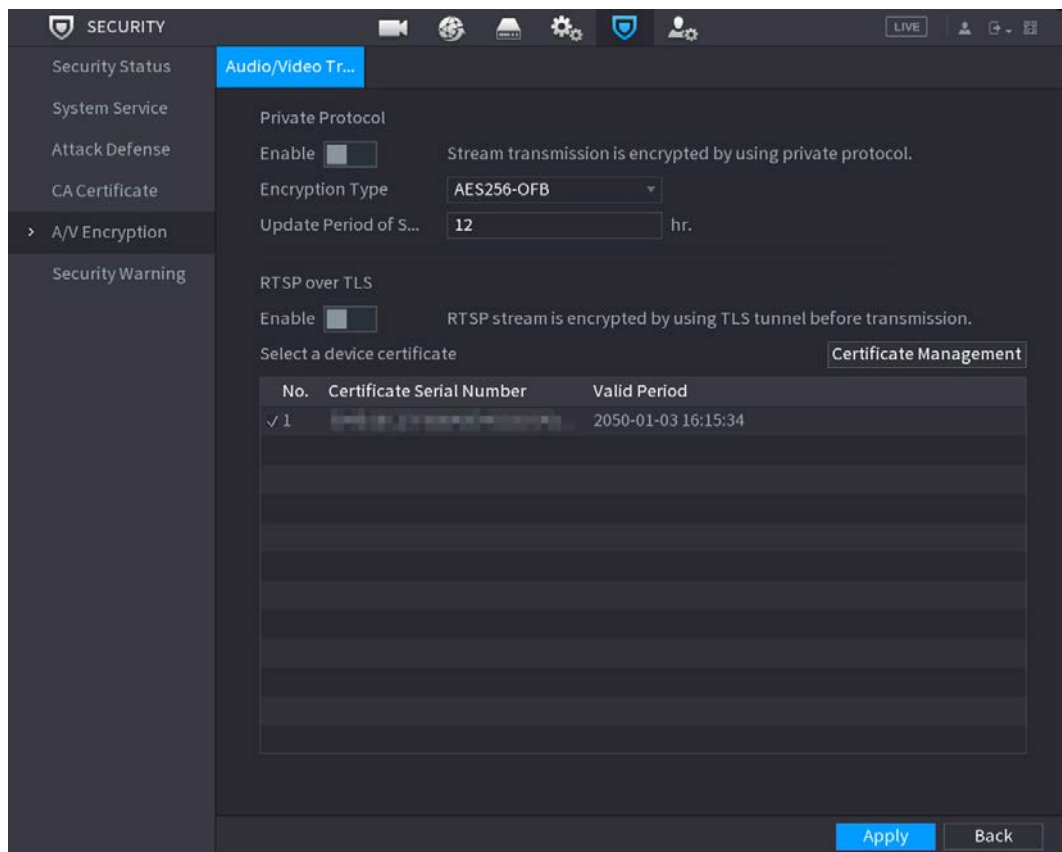 SECURITY
LIVE
Security Status
System Service
Attack Defense
CA Certificate
A/V Encryption
Security Warning
Audio/Video Tr...
Private Protocol
Enable Stream transmission is encrypted by using private protocol.
Encryption Type AES256-OFB
Update Period of S... 12 hr.
RTSP over TLS
Enable RTSP stream is encrypted by using TLS tunnel before transmission.
Select a device certificate Certificate Management
No. Certificate Serial Number Valid Period
1 2050-01-03 16:15:34
Apply Back